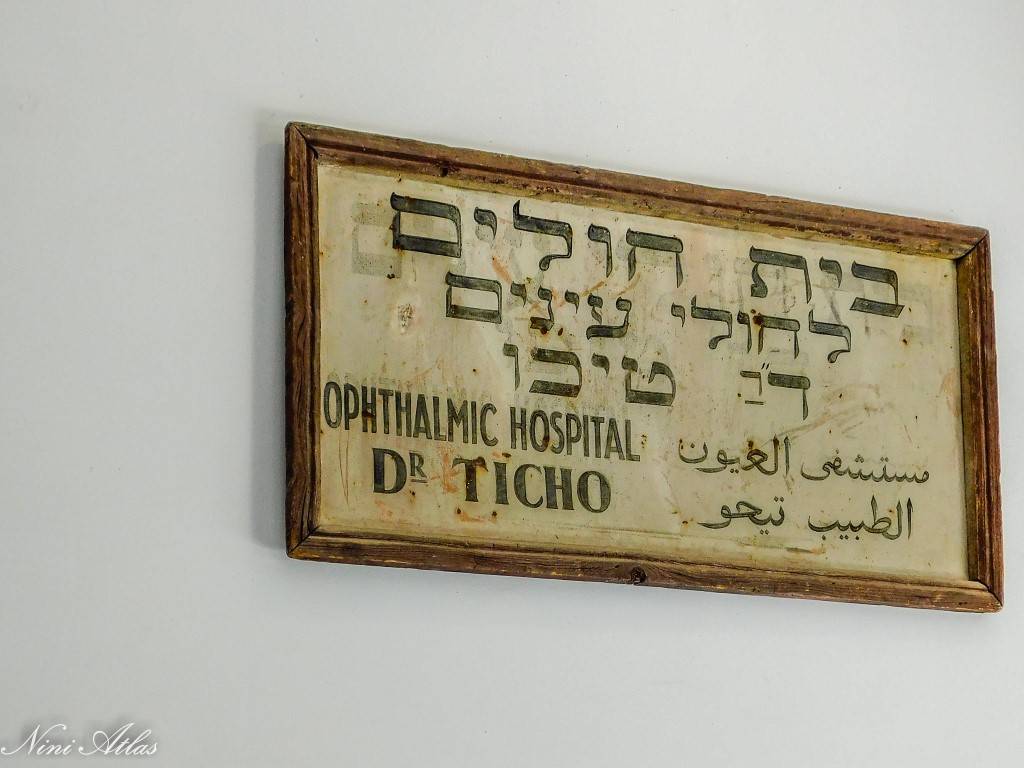 בית חולים
לחולי עינים
ד״ר טיכו
OPHTHALMIC HOSPITAL
DR TICHO
مستشفى العيون
الطبيب تيحو
Nini Atlas